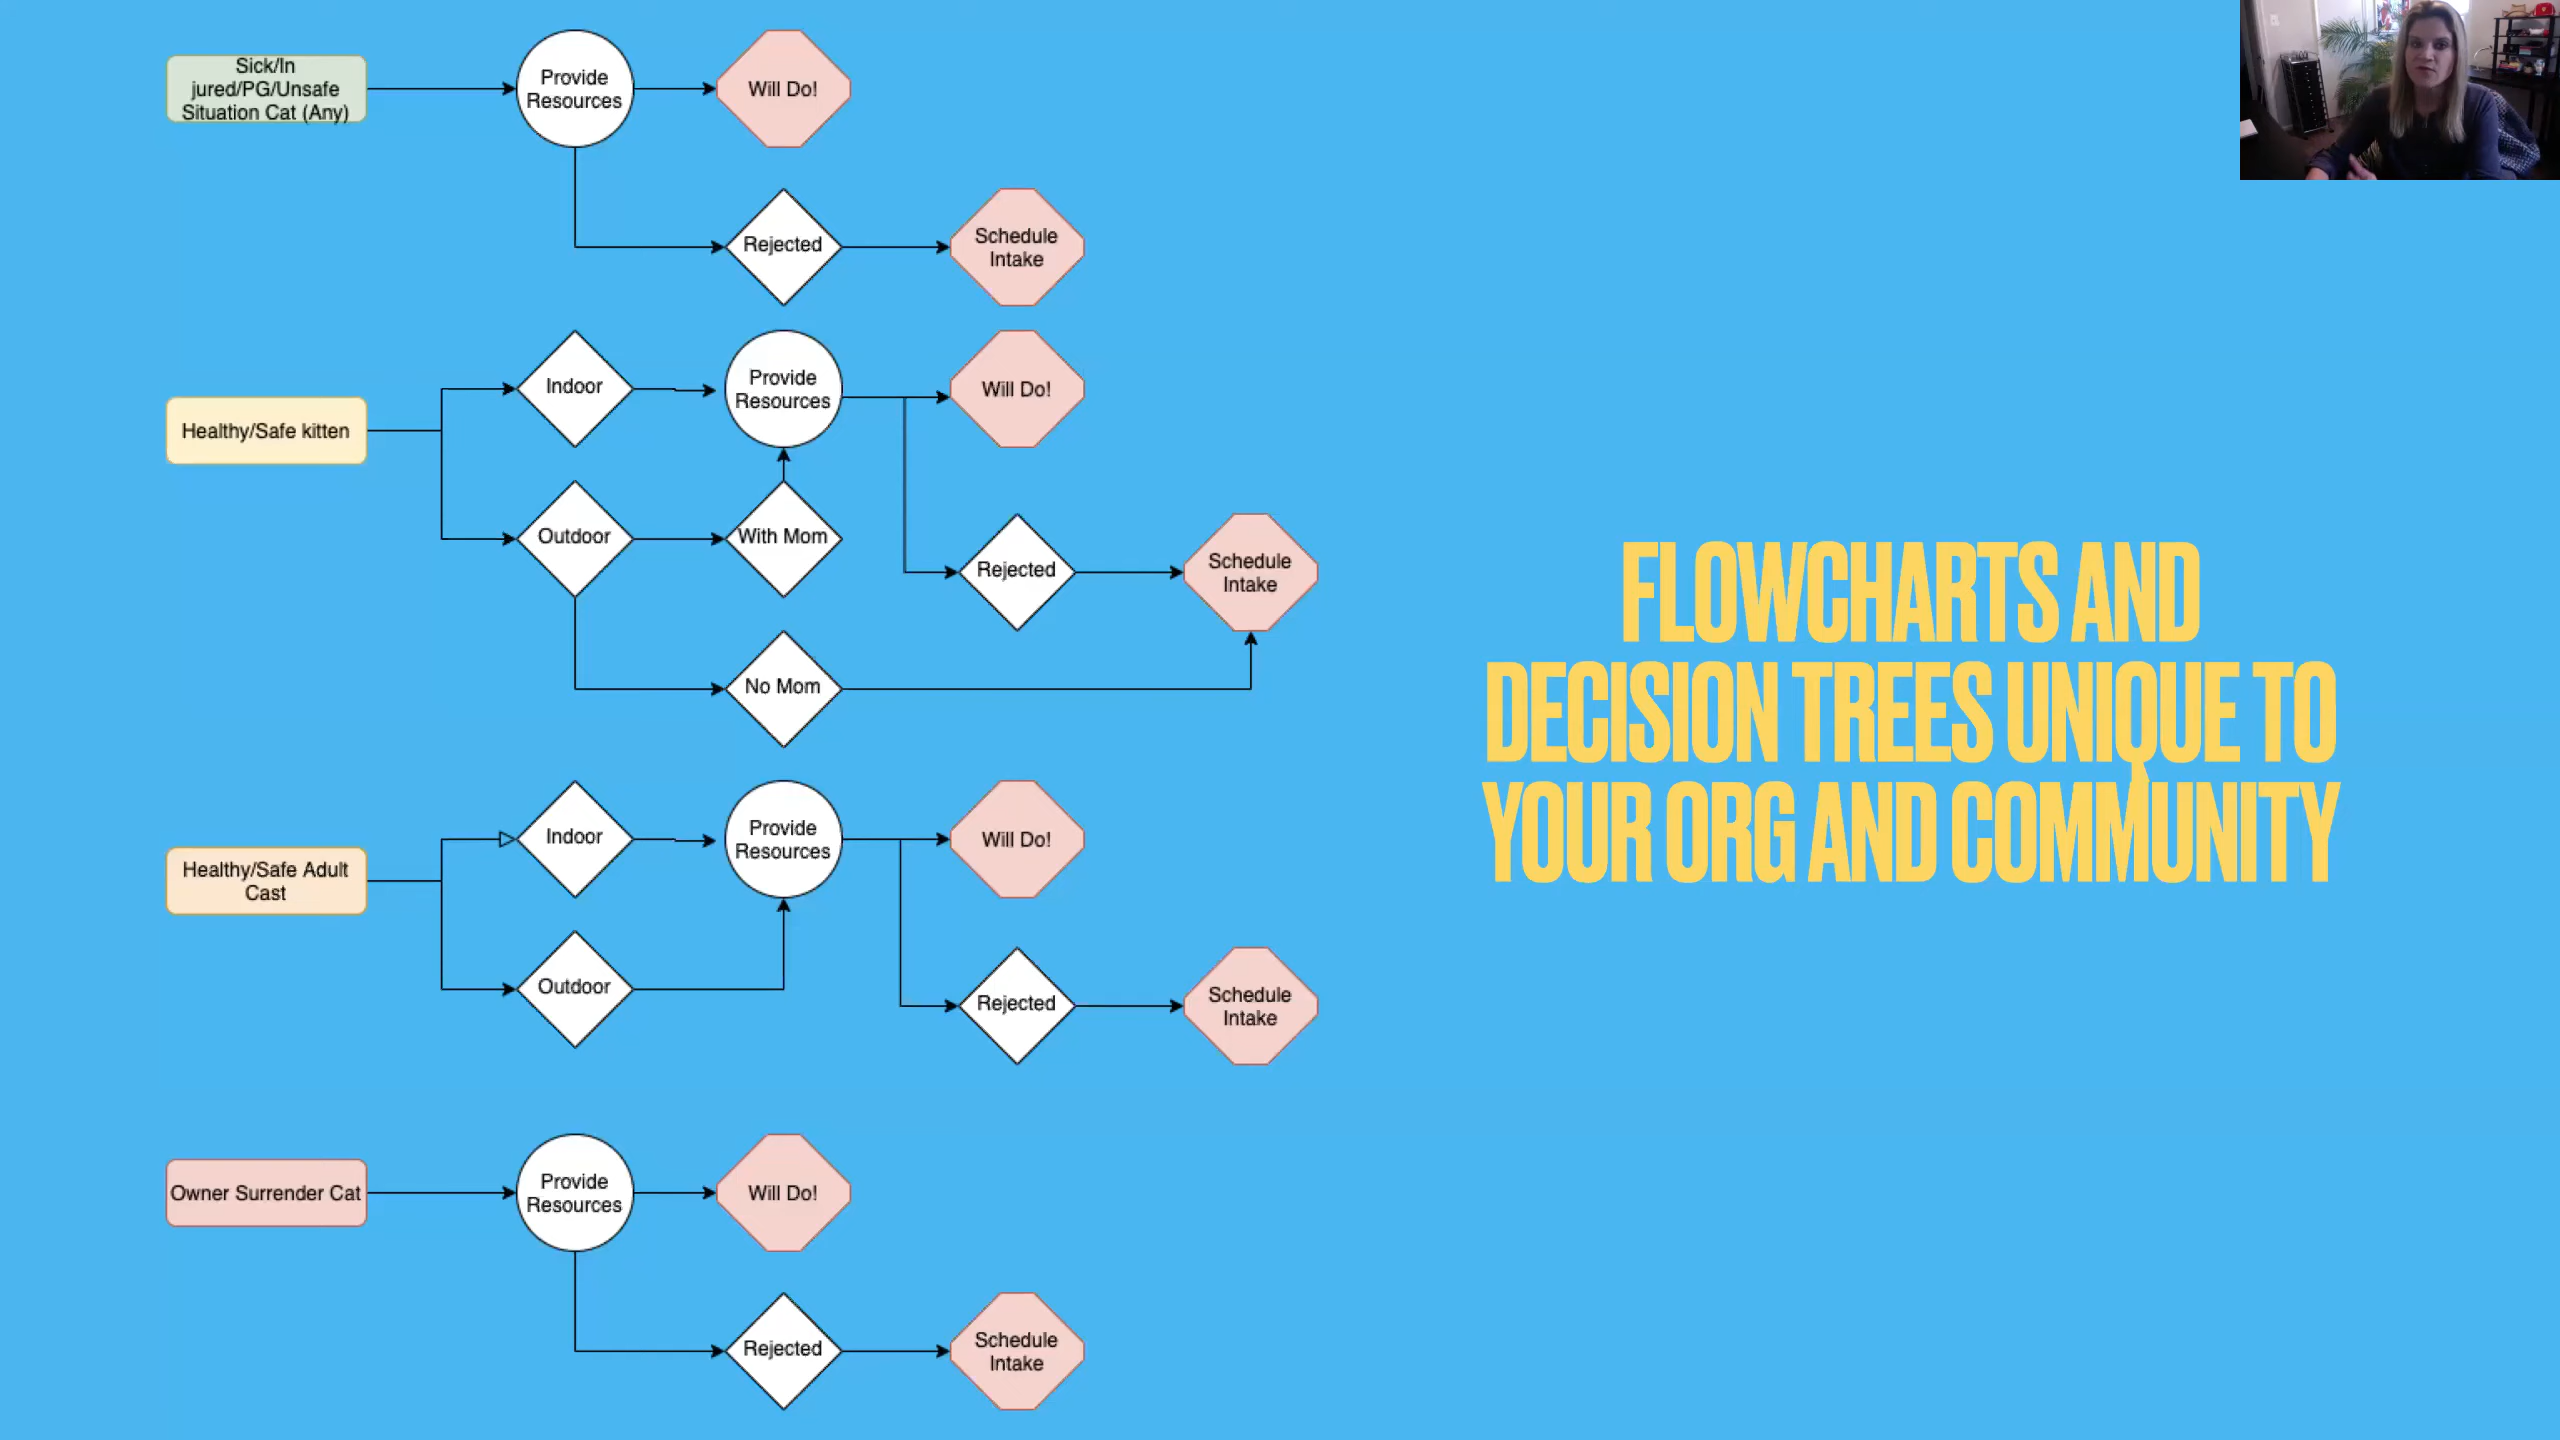 Sick/In
jured/PG/Unsafe
Situation Cat (Any)
Provide
Resources
Will Do!
Rejected
Schedule
Intake
Healthy/Safe kitten
Indoor
Provide
Resources
Will Do!
Outdoor
With Mom
Rejected
Schedule
Intake
No Mom
Healthy/Safe Adult
Cast
Indoor
Provide
Resources
Will Do!
Outdoor
Rejected
Schedule
Intake
Owner Surrender Cat
Provide
Resources
Will Do!
Rejected
Schedule
Intake
FLOWCHARTS AND
DECISION TREES UNIQUE TO
YOUR ORG AND COMMUNITY